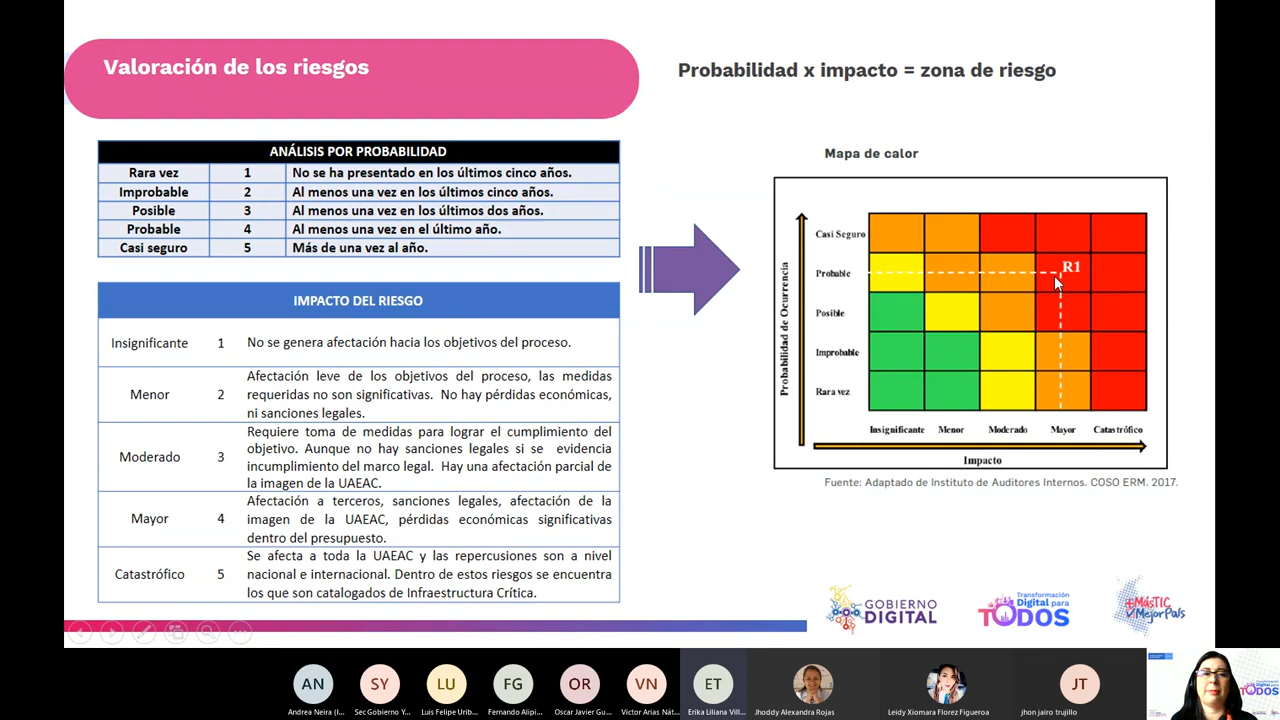 Valoración de los riesgos
Probabilidad x impacto = zona de riesgo
ANÁLISIS POR PROBABILIDAD
Rara vez 1 No se ha presentado en los últimos cinco años.
Improbable 2 Al menos una vez en los últimos cinco años.
Posible 3 Al menos una vez en los últimos dos años.
Probable 4 Al menos una vez en el último año.
Casi seguro 5 Más de una vez al año.
IMPACTO DEL RIESGO
Insignificante 1 No se genera afectación hacia los objetivos del proceso.
Menor 2 Afectación leve de los objetivos del proceso, las medidas
requeridas no son significativas. No hay pérdidas económicas,
ni sanciones legales.
Moderado 3 Requiere toma de medidas para lograr el cumplimiento del
objetivo. Aunque no hay sanciones legales si se evidencia
incumplimiento del marco legal. Hay una afectación parcial de
la imagen de la UAEAC.
Mayor 4 Afectación a terceros, sanciones legales, afectación de la
imagen de la UAEAC, pérdidas económicas significativas
dentro del presupuesto.
Catastrófico 5 Se afecta a toda la UAEAC y las repercusiones son a nivel
nacional e internacional. Dentro de estos riesgos se encuentra
los que son catalogados de Infraestructura Crítica.
Mapa de calor
Probabilidad de Ocurrencia
Casi Seguro
Probable
R1
Posible
Improbable
Rara vez
Insignificante Menor Moderado Mayor Catastrófico
Impacto
Fuente: Adaptado de Instituto de Auditores Internos. COSO ERM. 2017.
GOBIERNO
DIGITAL
Transformación
Digital para
TODOS
+MásTIC
MejorPaís
AN SY LU FG OR VN ET JT
Andrea Neira (I...
Sec Gobierno Y...
Luis Felipe Urib...
Fernando Alipi...
Oscar Javier Gu...
Victor Arias Nát...
Erika Liliana Vill...
Jhoddy Alexandra Rojas
Leidy Xiomara Florez Figueroa
jhon jairo trujillo